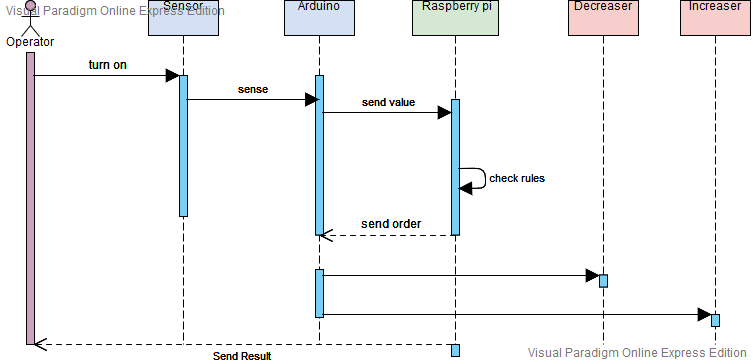 Visual Paradigm Online Express Edition
Operator
Sensor
Arduino
Raspberry pi
Decreaser
Increaser
turn on
sense
send value
check rules
send order
Send Result
Visual Paradigm Online Express Edition